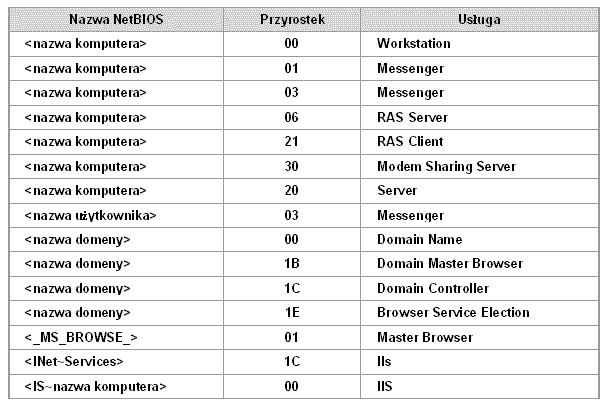 Nazwa NetBIOS Przyrostek Usługa
<nazwa komputera> 00 Workstation
<nazwa komputera> 01 Messenger
<nazwa komputera> 03 Messenger
<nazwa komputera> 06 RAS Server
<nazwa komputera> 21 RAS Client
<nazwa komputera> 30 Modem Sharing Server
<nazwa komputera> 20 Server
<nazwa użytkownika> 03 Messenger
<nazwa domeny> 00 Domain Name
<nazwa domeny> 1B Domain Master Browser
<nazwa domeny> 1C Domain Controller
<nazwa domeny> 1E Browser Service Election
<_MS_BROWSE_> 01 Master Browser
<INet~Services> 1C IIs
<IS~nazwa komputera> 00 IIS